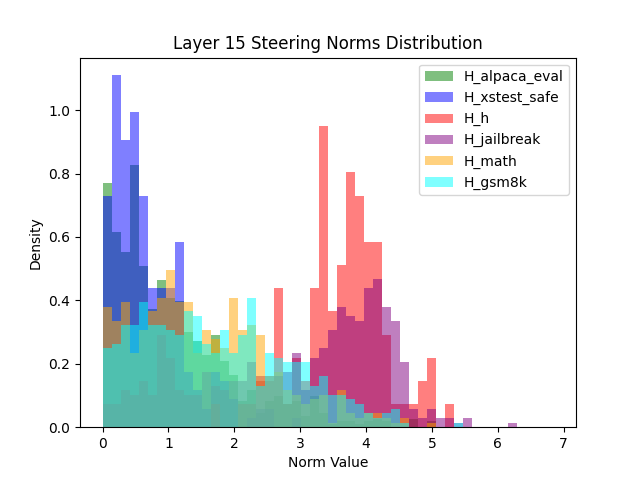 Layer 15 Steering Norms Distribution
H_alpaca_eval
H_xstest_safe
H_h
H_jailbreak
H_math
H_gsm8k
Density
1.0
0.8
0.6
0.4
0.2
0.0
0 1 2 3 4 5 6 7
Norm Value